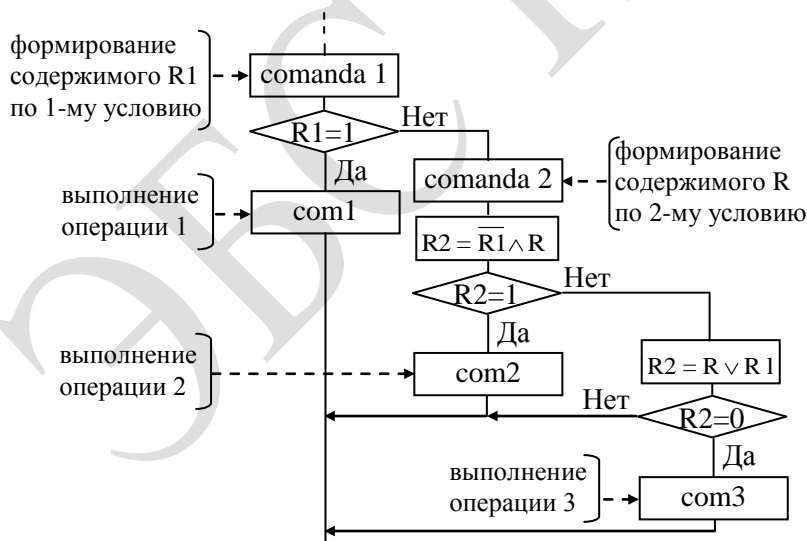 формирование
содержимого R1
по 1-му условию
comanda 1
R1=1
Нет
Да
формирование
содержимого R
по 2-му условию
comanda 2
выполнение
операции 1
com1
R2 = R1̅ ∧ R
R2=1
Нет
Да
выполнение
операции 2
com2
R2 = R ∨ R 1
Нет
R2=0
Да
выполнение
операции 3
com3
ЭБС